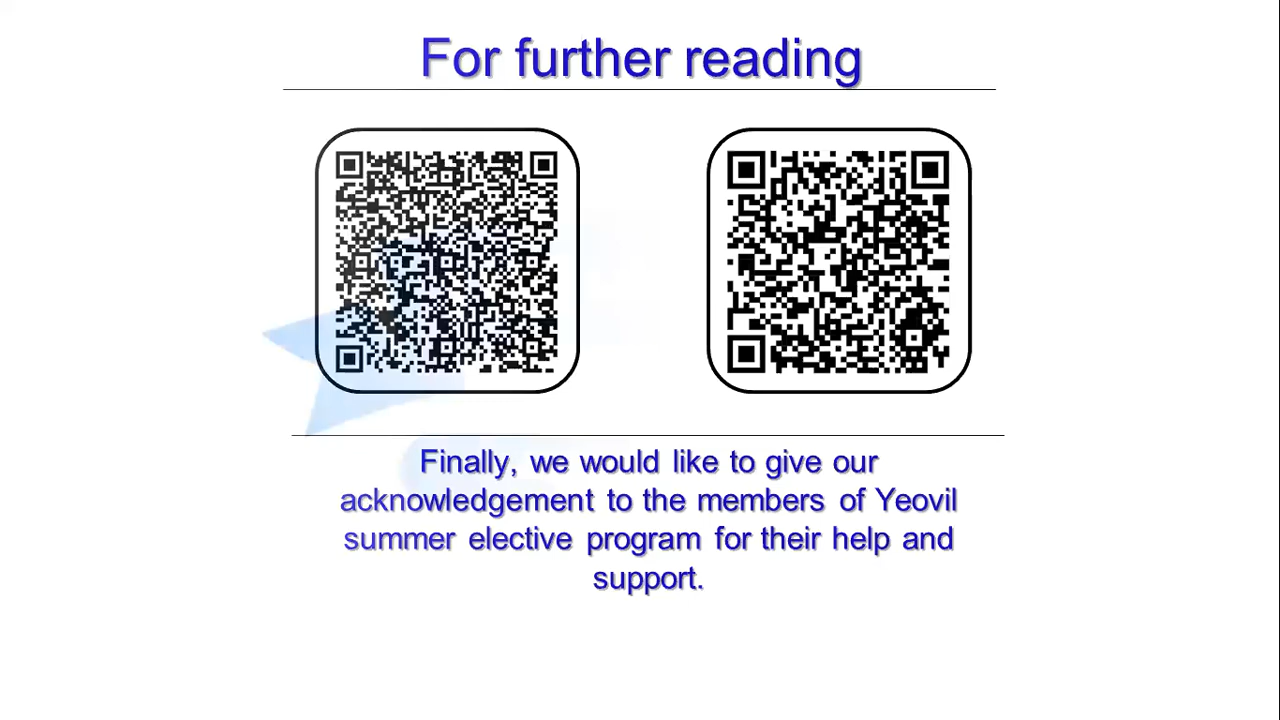 For further reading
Finally, we would like to give our
acknowledgement to the members of Yeovil
summer elective program for their help and
support.